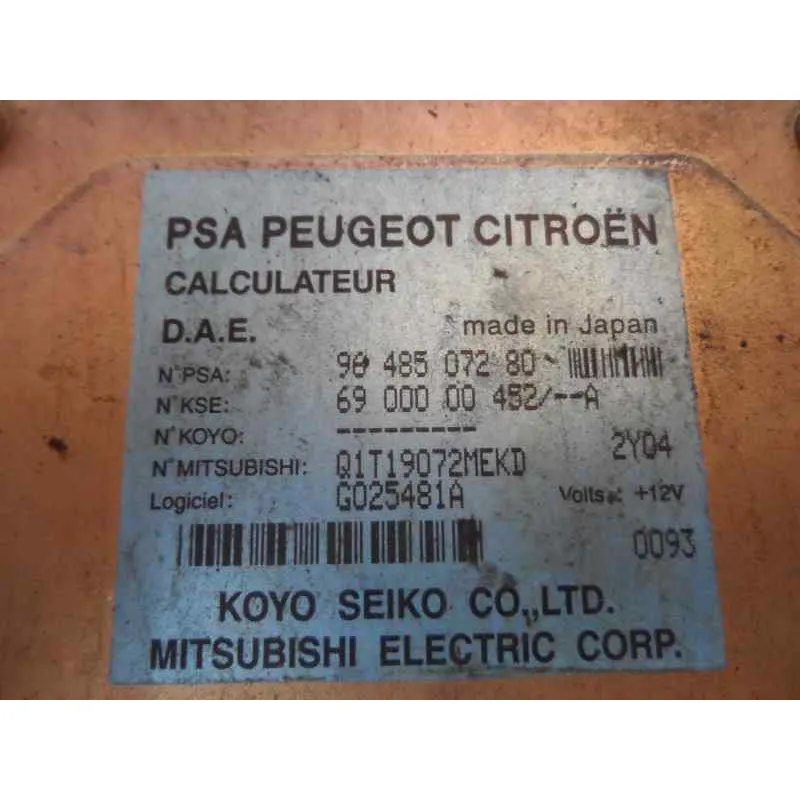 PSA PEUGEOT CITROËN
CALCULATEUR
D.A.E. made in Japan
N°PSA: 96 485 072 80
N°KSE: 69 000 00 452/--A
N°KOYO: ----------
N°MITSUBISHI: Q1T19072MEKD 2Y04
Logiciel: G025481A Volts: +12V
0093
KOYO SEIKO CO.,LTD.
MITSUBISHI ELECTRIC CORP.